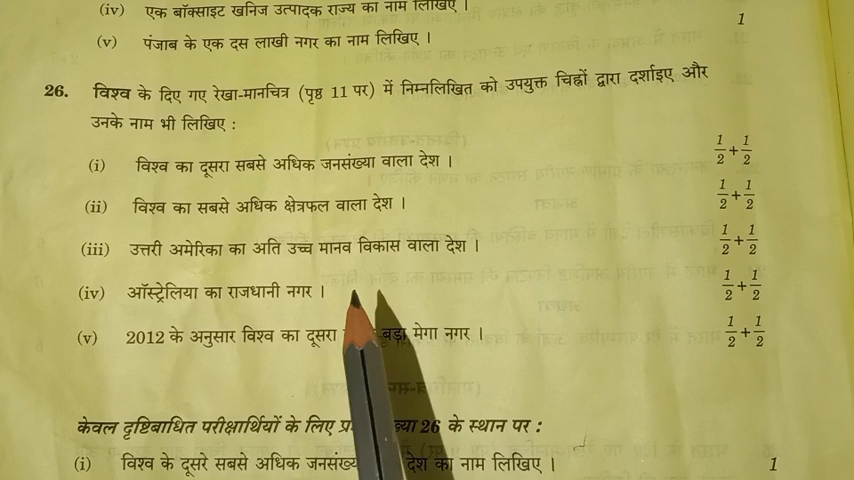 (iv) एक बॉक्साइट खनिज उत्पादक राज्य का नाम लिखिए ।
(v) पंजाब के एक दस लाखी नगर का नाम लिखिए । 1
26. विश्व के दिए गए रेखा-मानचित्र (पृष्ठ 11 पर) में निम्नलिखित को उपयुक्त चिह्नों द्वारा दर्शाइए और
उनके नाम भी लिखिए :
(i) विश्व का दूसरा सबसे अधिक जनसंख्या वाला देश । 1/2 + 1/2
(ii) विश्व का सबसे अधिक क्षेत्रफल वाला देश । 1/2 + 1/2
(iii) उत्तरी अमेरिका का अति उच्च मानव विकास वाला देश । 1/2 + 1/2
(iv) ऑस्ट्रेलिया का राजधानी नगर । 1/2 + 1/2
(v) 2012 के अनुसार विश्व का दूसरा बड़ा मेगा नगर । 1/2 + 1/2
केवल दृष्टिबाधित परीक्षार्थियों के लिए 26 के स्थान पर :
(i) विश्व के दूसरे सबसे अधिक देश का नाम लिखिए । 1